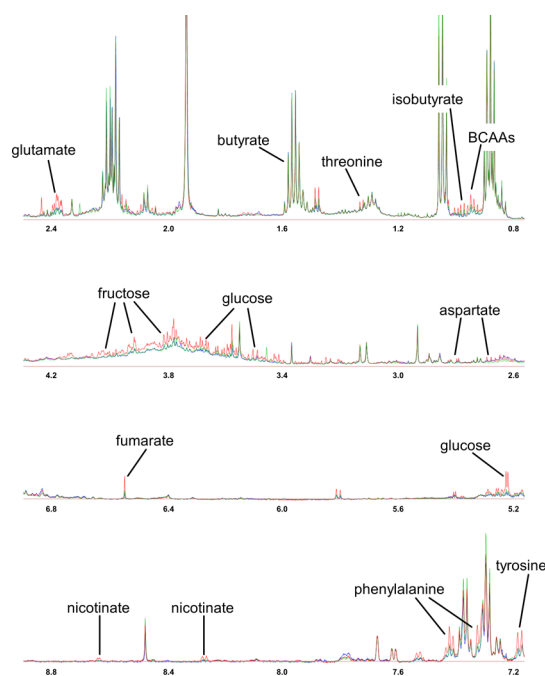 isobutyrate
BCAAs
butyrate
glutamate
threonine
2.4 2.0 1.6 1.2 0.8
fructose glucose
aspartate
4.2 3.8 3.4 3.0 2.6
fumarate glucose
6.8 6.4 6.0 5.6 5.2
tyrosine
phenylalanine
nicotinate nicotinate
8.8 8.4 8.0 7.6 7.2